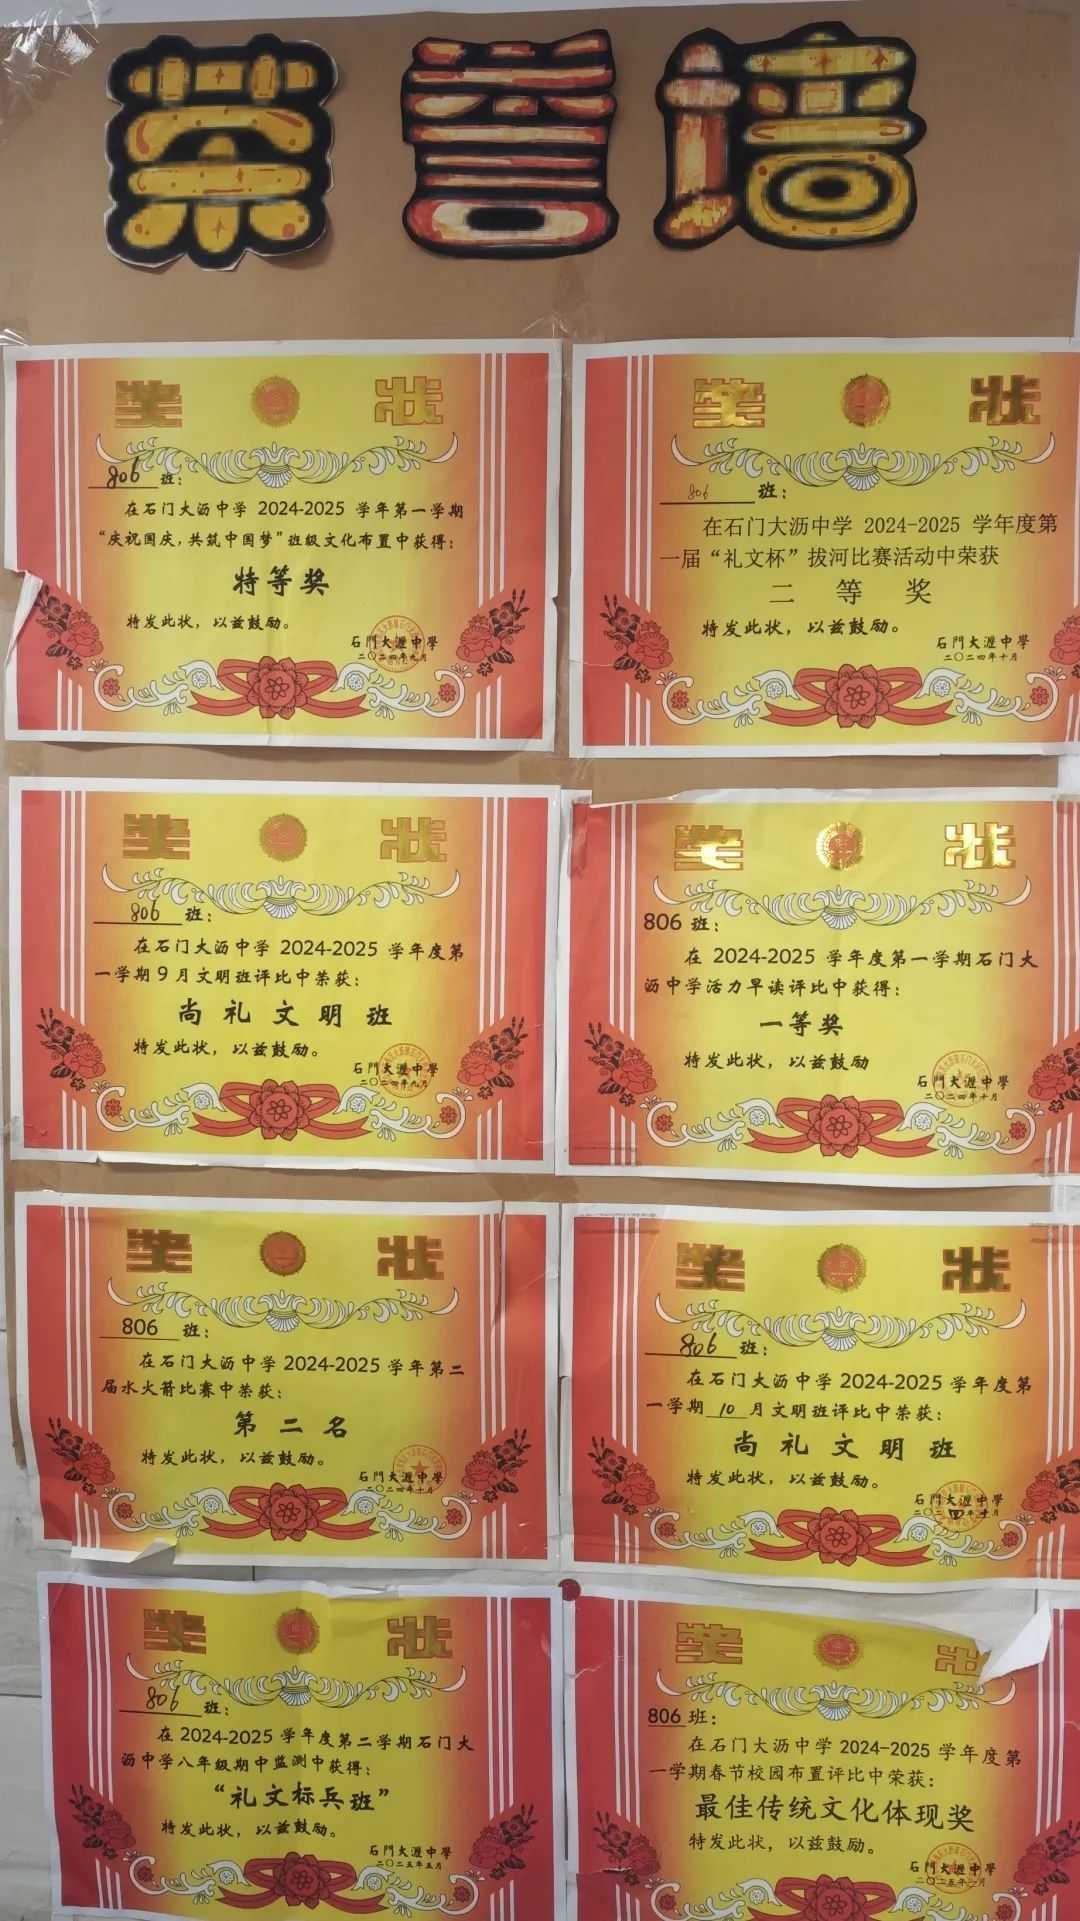 荣誉墙
奖状
806 班：
在石门大沥中学 2024-2025 学年第一学期
“庆祝国庆，共筑中国梦”班级文化布置中获得：
特等奖
特发此状，以兹鼓励。
石門大瀝中學
二〇二四年九月
奖状
806 班：
在石门大沥中学 2024-2025 学年度第
一届“礼文杯”拔河比赛活动中荣获
二等奖
特发此状，以兹鼓励。
石門大瀝中學
二〇二四年十月
奖状
806 班：
在石门大沥中学 2024-2025 学年度第
一学期9月文明班评比中荣获：
尚礼文明班
特发此状，以兹鼓励。
石門大瀝中學
二〇二四年九月
奖状
806 班：
在 2024-2025 学年度第一学期石门大
沥中学活力早读评比中获得：
一等奖
特发此状，以兹鼓励
石門大瀝中學
二〇二四年十月
奖状
806 班：
在石门大沥中学 2024-2025 学年第二
届水火箭比赛中荣获：
第二名
特发此状，以兹鼓励。
石門大瀝中學
二〇二四年十月
奖状
806 班：
在石门大沥中学 2024-2025 学年度第
一学期 10 月文明班评比中荣获：
尚礼文明班
特发此状，以兹鼓励。
石門大瀝中學
奖状
806 班：
在 2024-2025 学年度第二学期石门大
沥中学八年级期中监测中获得：
“礼文标兵班”
特发此状，以兹鼓励。
石門大瀝中學
二〇二五年五月
奖状
806 班：
在石门大沥中学 2024-2025 学年度第
一学期春节校园布置评比中荣获：
最佳传统文化体现奖
特发此状，以兹鼓励。
石門大瀝中學